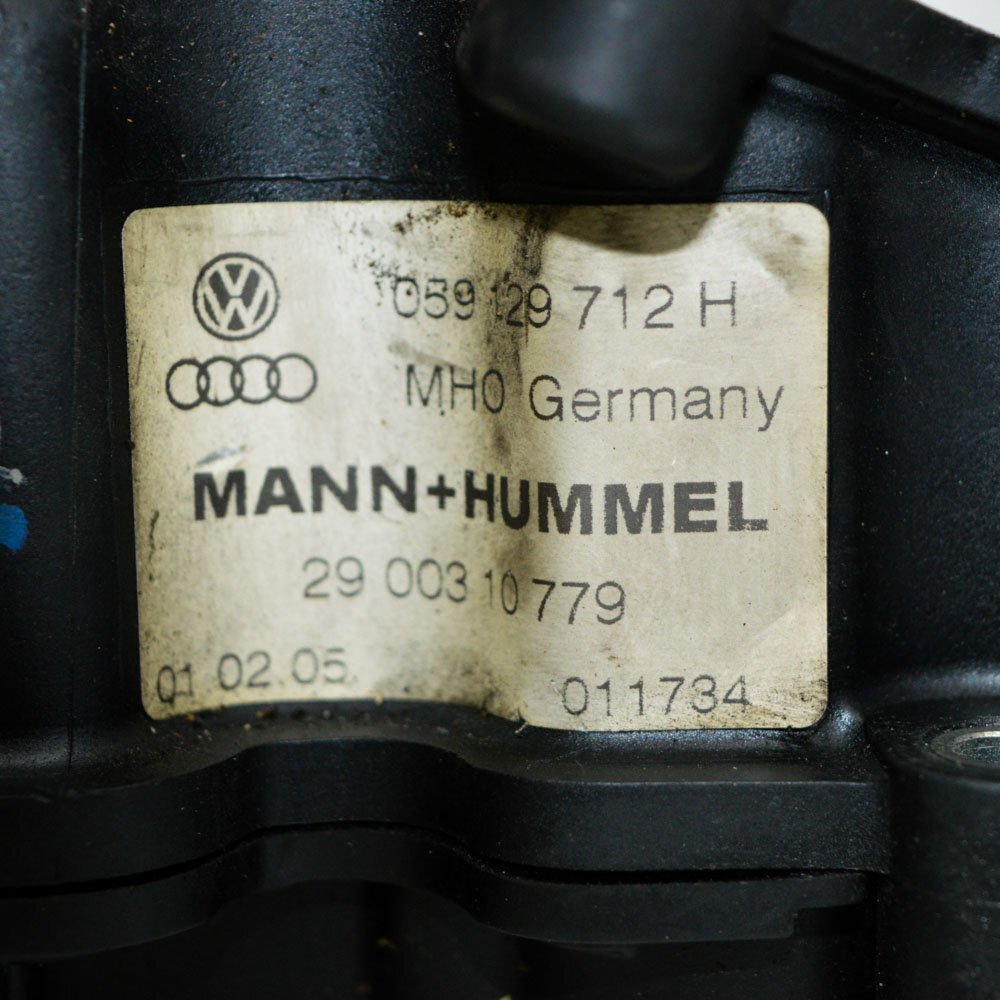 059 129 712 H
MH0 Germany
MANN+HUMMEL
29 003 10 779
01 02 05
011734